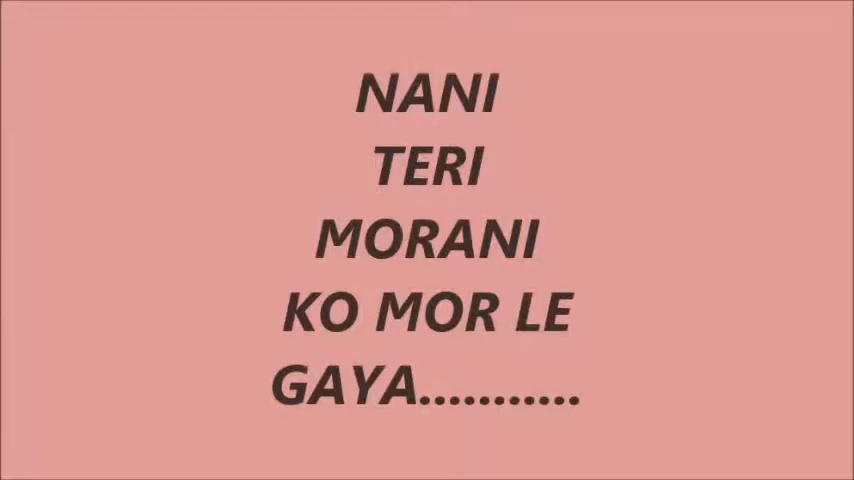 NANI
TERI
MORANI
KO MOR LE
GAYA...........